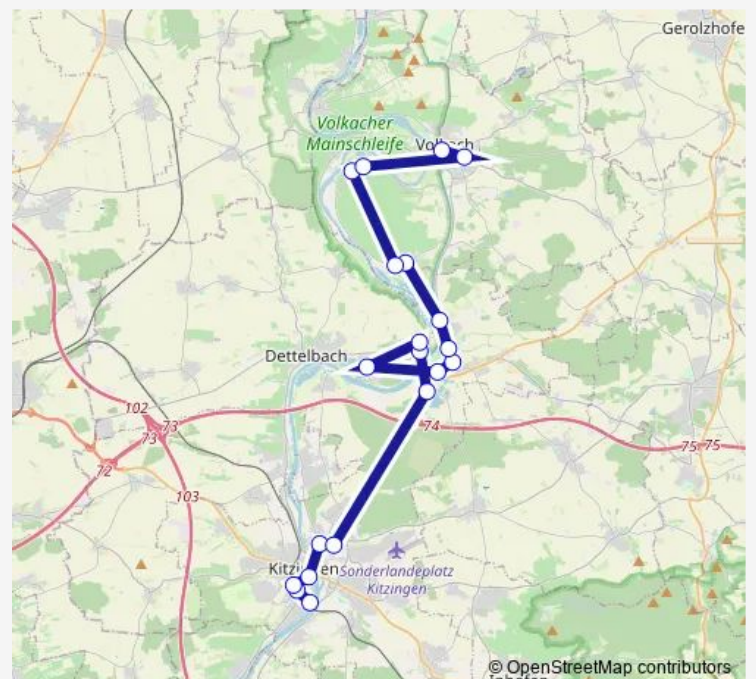 Gerolzhofe
Volkacher
Mainschleife
Volkach
Dettelbach
102
73
73
74
75 75
72
103
Kitzingen
Sonderlandeplatz
Kitzingen
© OpenStreetMap contributors